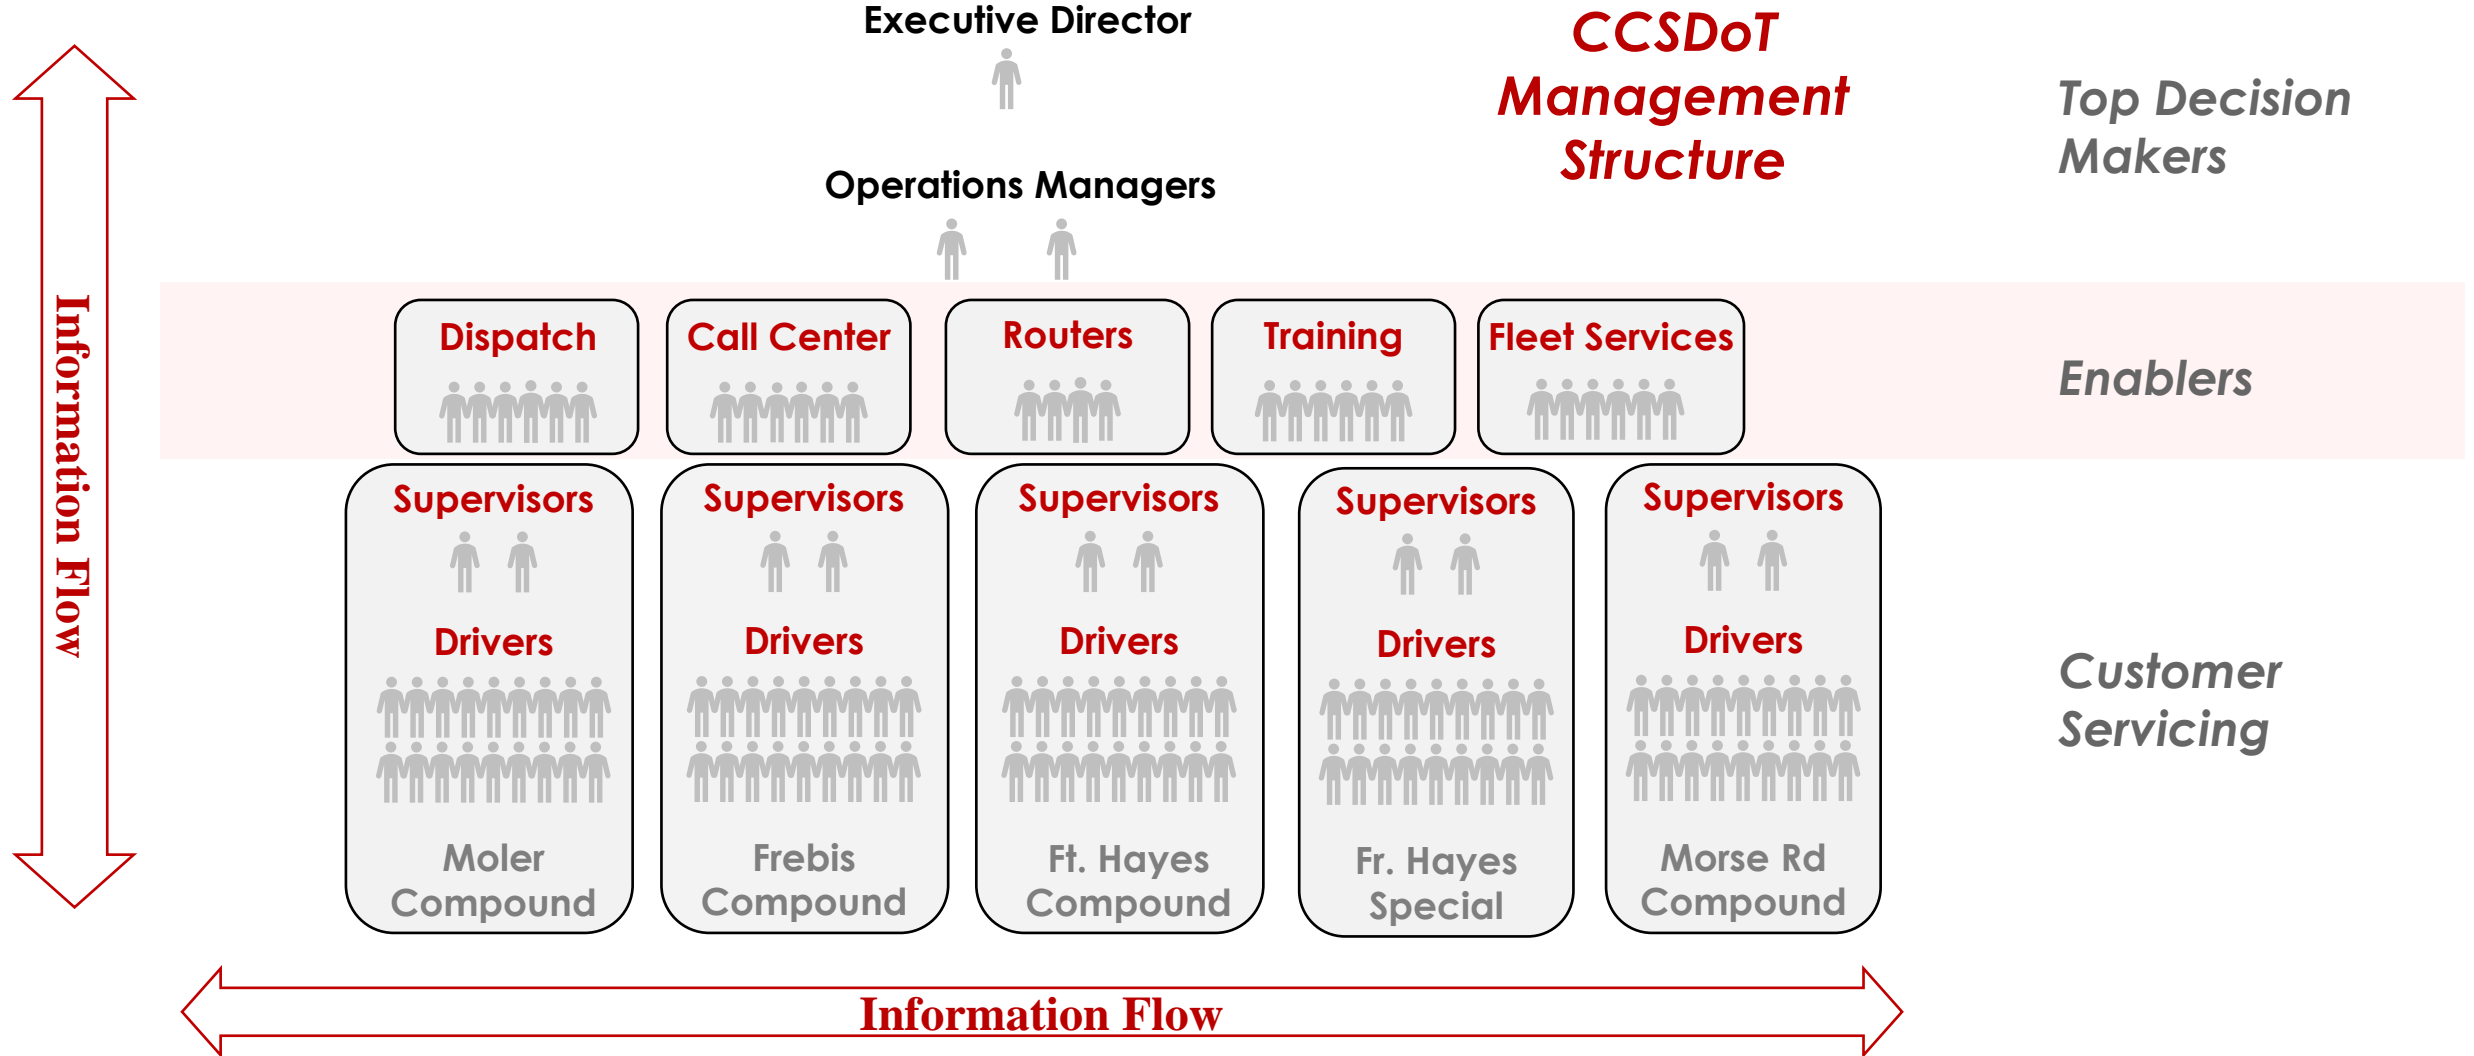 Executive Director
CCSDoT
Management
Structure
Top Decision
Makers
Operations Managers
Information Flow
Dispatch
Call Center
Routers
Training
Fleet Services
Enablers
Supervisors
Supervisors
Supervisors
Supervisors
Supervisors
Drivers
Drivers
Drivers
Drivers
Drivers
Customer
Servicing
Moler
Compound
Frebis
Compound
Ft. Hayes
Compound
Fr. Hayes
Special
Morse Rd
Compound
Information Flow